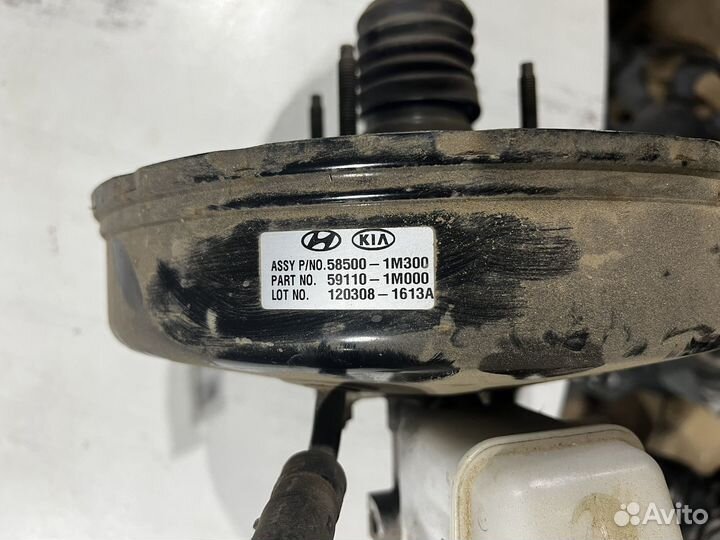 KIA
ASSY P/NO. 58500-1M300
PART NO. 59110-1M000
LOT NO. 120308-1613A
Avito